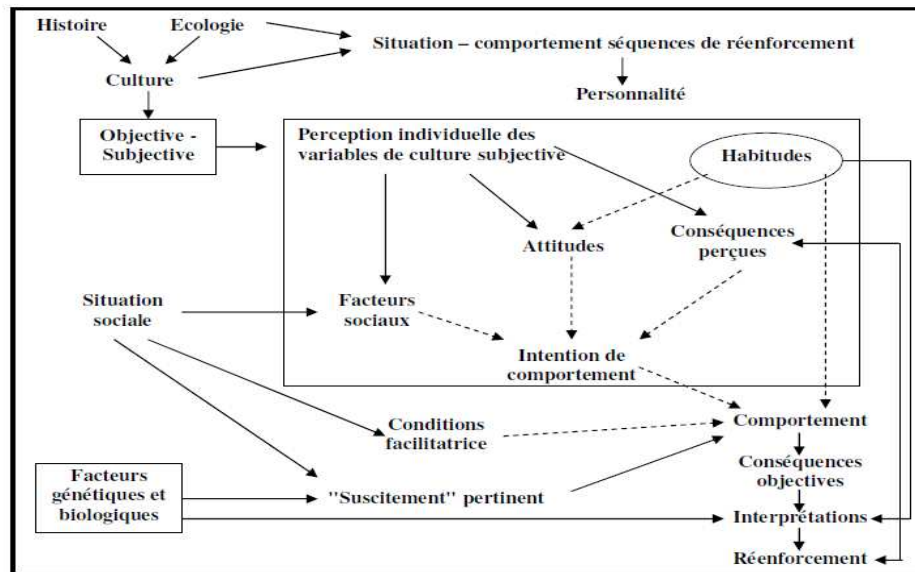 Histoire
Ecologie
Situation – comportement séquences de réenforcement
Culture
Personnalité
Objective -
Subjective
Perception individuelle des
variables de culture subjective
Habitudes
Attitudes
Conséquences
perçues
Situation
sociale
Facteurs
sociaux
Intention de
comportement
Conditions
facilitatrice
Comportement
Conséquences
objectives
Facteurs
génétiques et
biologiques
"Suscitement" pertinent
Interprétations
Réenforcement